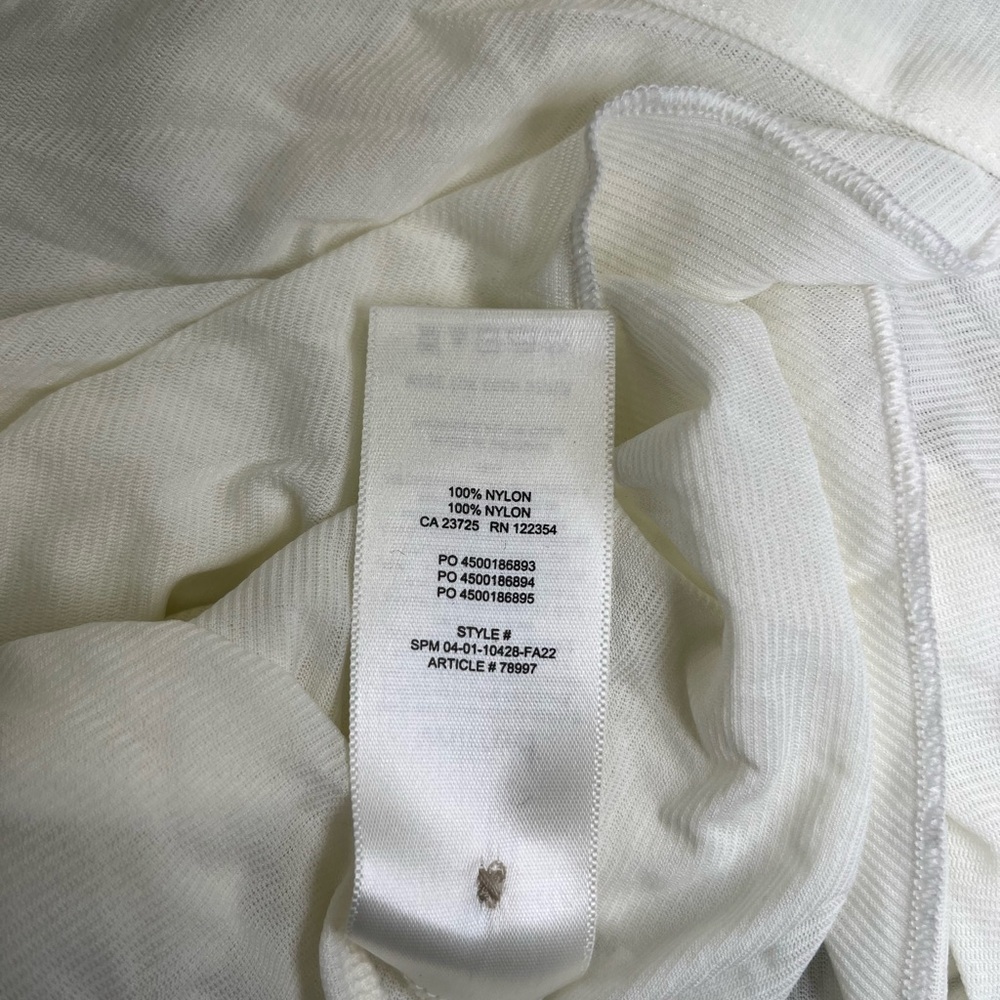 100% NYLON
100% NYLON
CA 23725 RN 122354
PO 4500186893
PO 4500186894
PO 4500186895
STYLE #
SPM 04-01-10428-FA22
ARTICLE # 78997